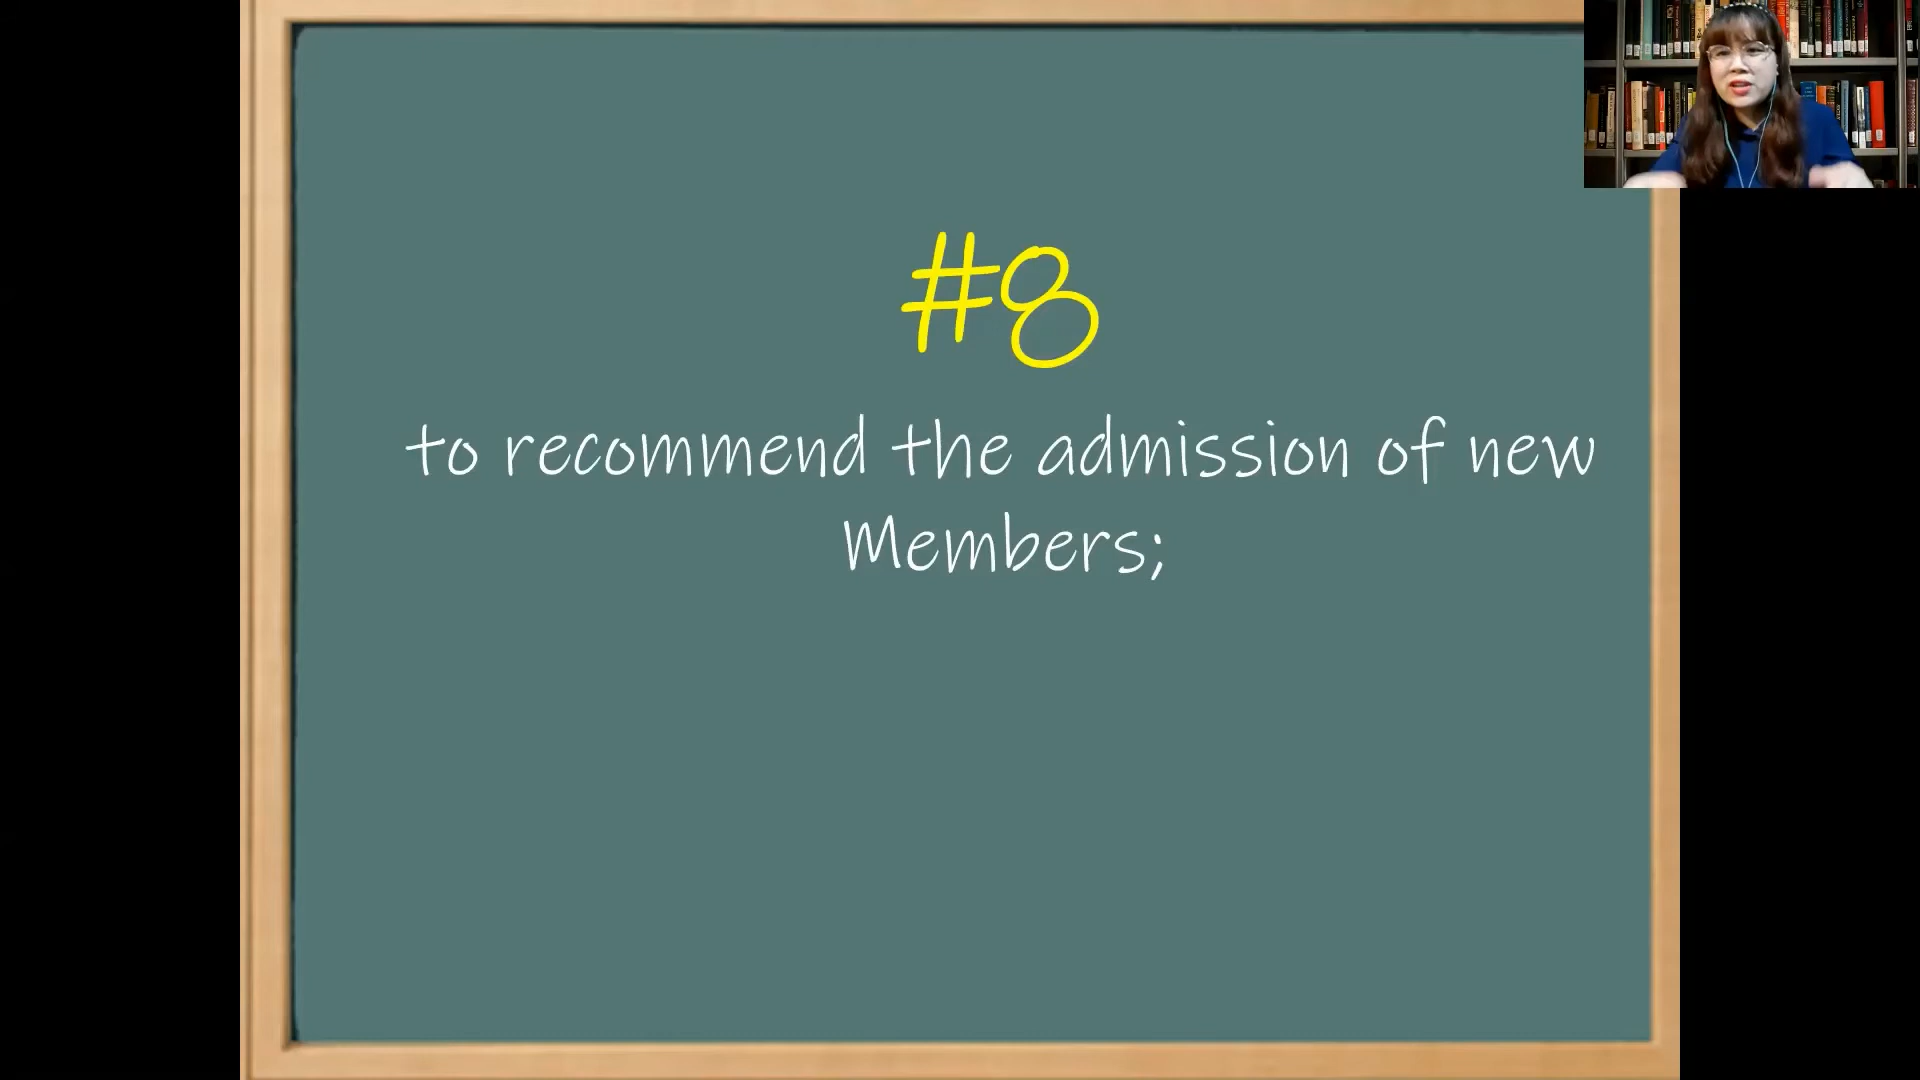 #8
to recommend the admission of new
Members;